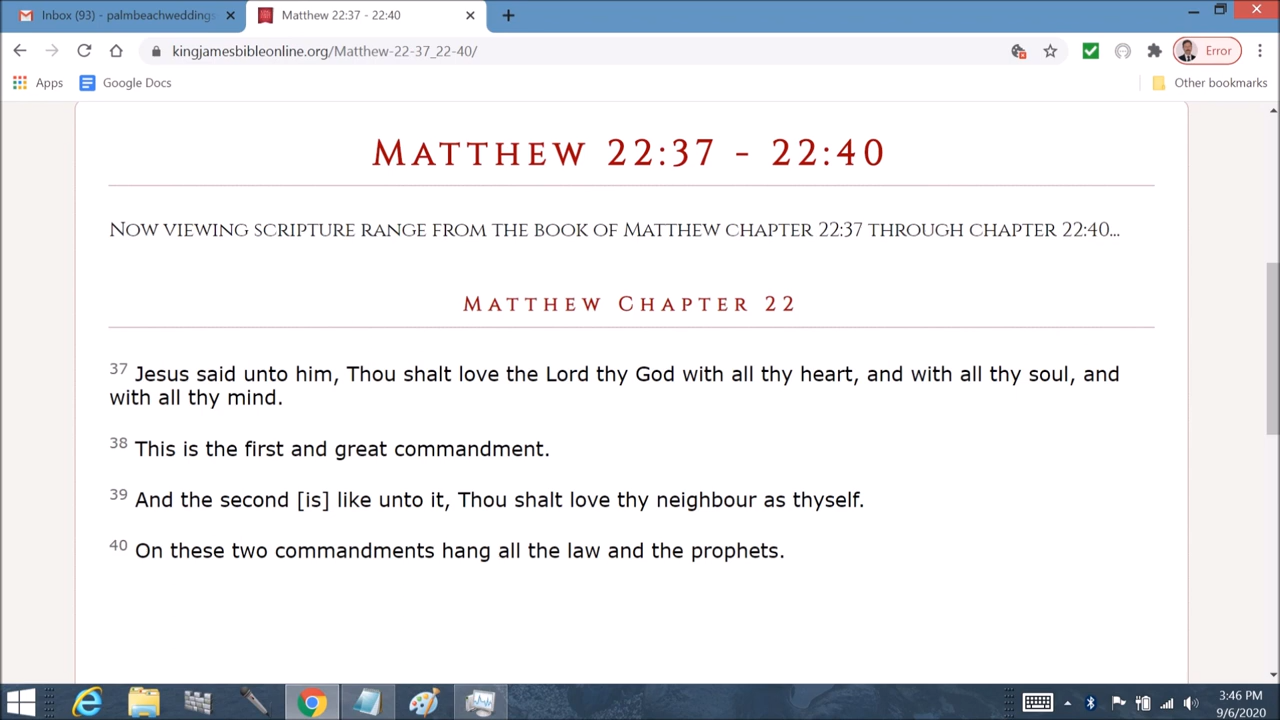 Inbox (93) - palmbeachweddings
Matthew 22:37 - 22:40
kingjamesbibleonline.org/Matthew-22-37_22-40/
Error
Apps
Google Docs
Other bookmarks
Matthew 22:37 - 22:40
Now viewing scripture range from the book of Matthew chapter 22:37 through chapter 22:40...
Matthew Chapter 22
37 Jesus said unto him, Thou shalt love the Lord thy God with all thy heart, and with all thy soul, and
with all thy mind.
38 This is the first and great commandment.
39 And the second [is] like unto it, Thou shalt love thy neighbour as thyself.
40 On these two commandments hang all the law and the prophets.
3:46 PM
9/6/2020